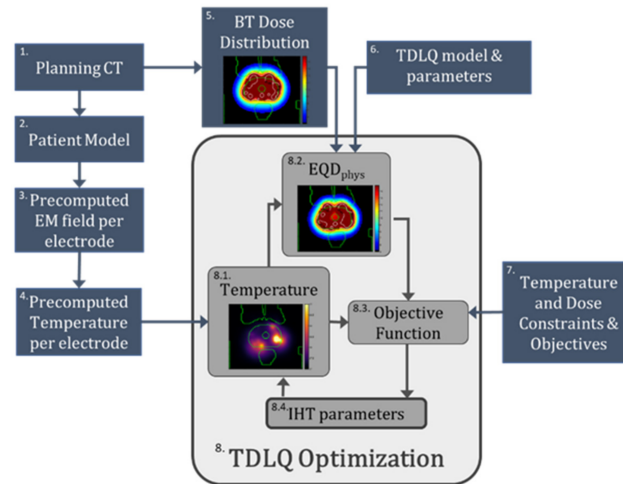 1.
Planning CT
2.
Patient Model
3.
Precomputed
EM field per
electrode
4.
Precomputed
Temperature
per electrode
5.
BT Dose
Distribution
6.
TDLQ model &
parameters
7.
Temperature
and Dose
Constraints &
Objectives
8.2.
EQDphys
8.1.
Temperature
8.3.
Objective
Function
8.4.
IHT parameters
8.
TDLQ Optimization